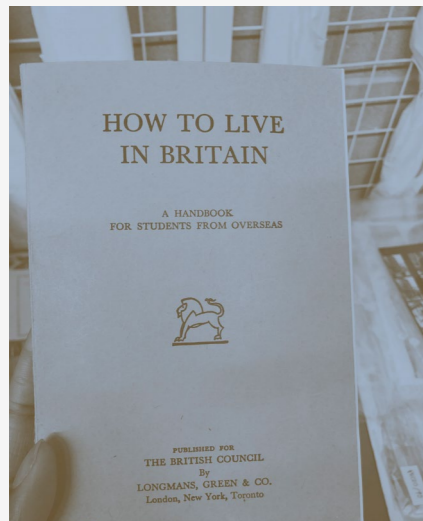 HOW TO LIVE
IN BRITAIN
A HANDBOOK
FOR STUDENTS FROM OVERSEAS
PUBLISHED FOR
THE BRITISH COUNCIL
By
LONGMANS, GREEN & CO.
London, New York, Toronto